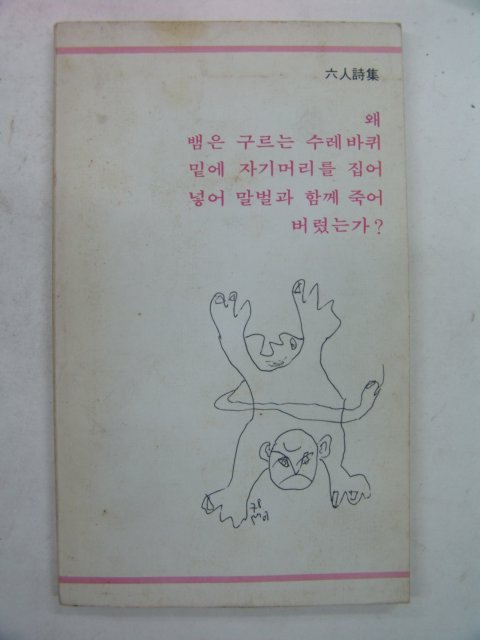 六人詩集
왜
뱀은 구르는 수레바퀴
밑에 자기머리를 집어
넣어 말벌과 함께 죽어
버렸는가?